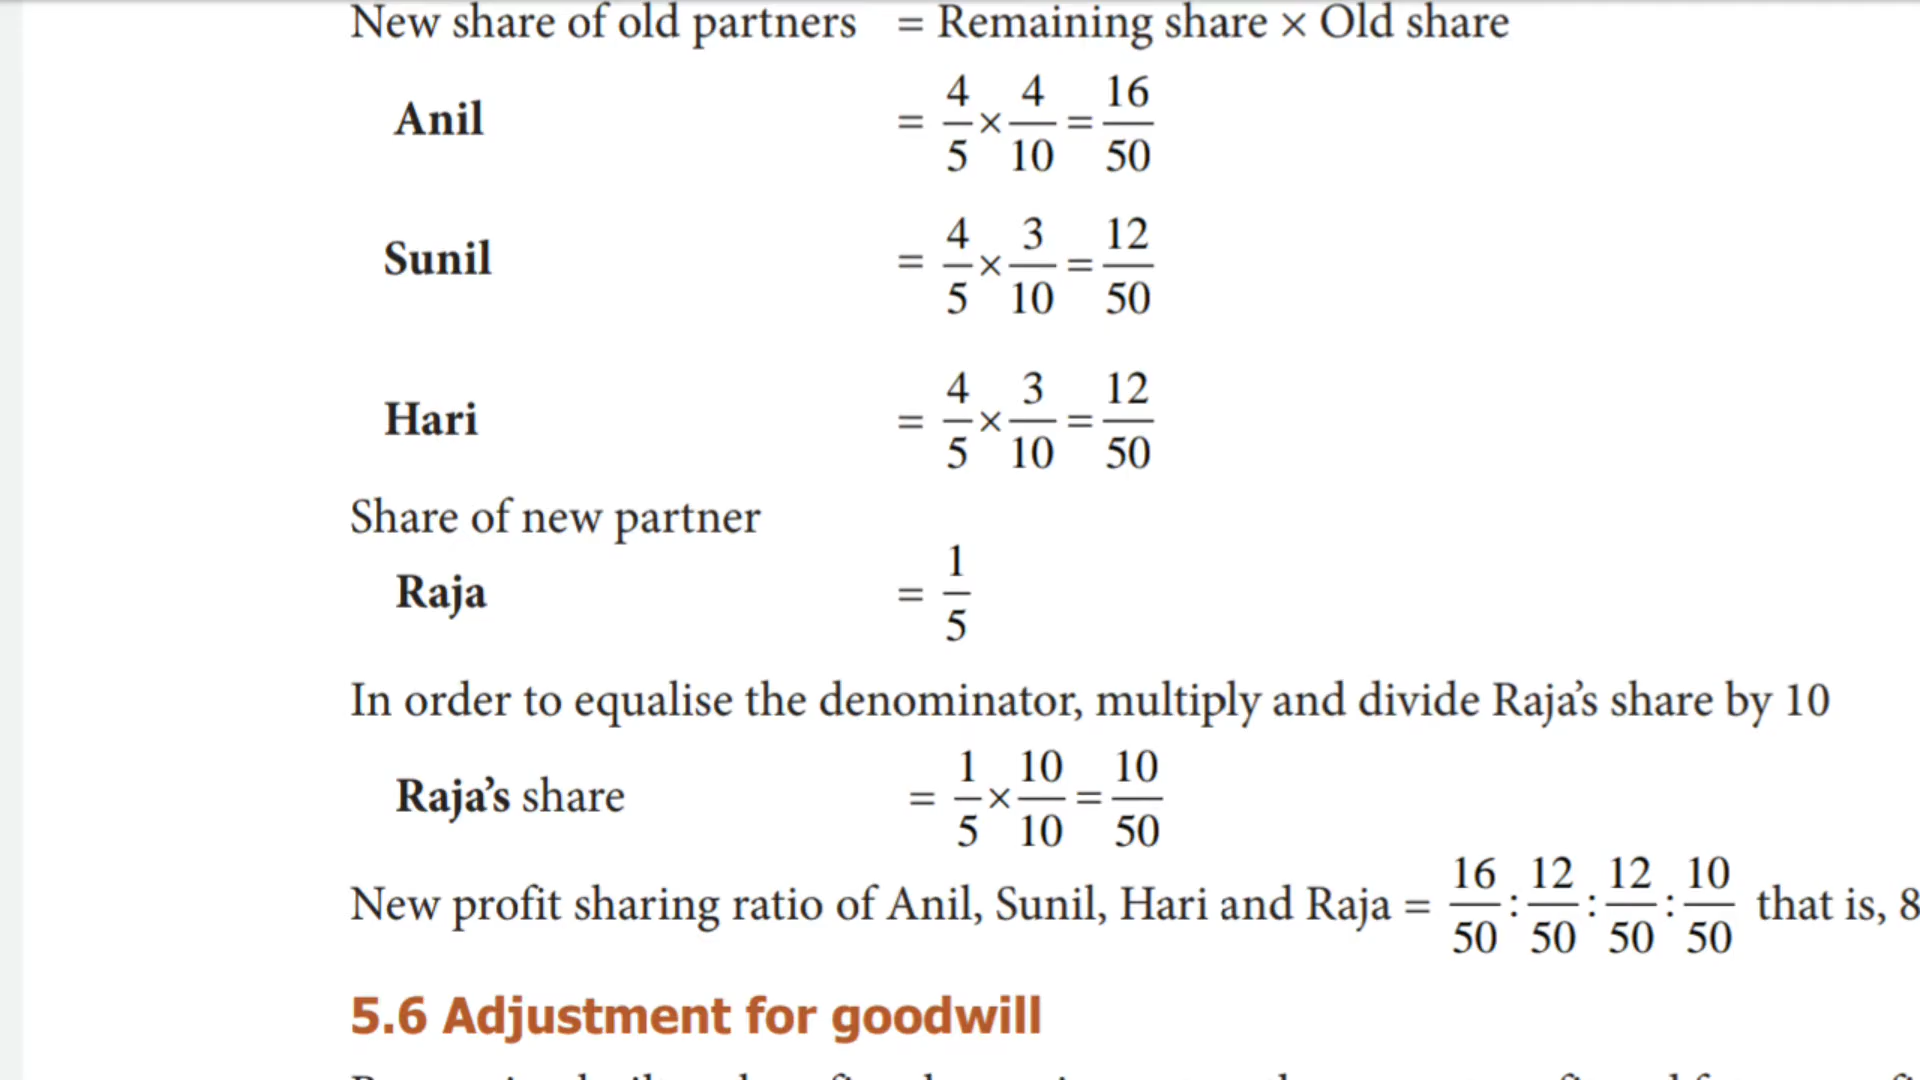 New share of old partners = Remaining share × Old share
Anil = 4/5 × 4/10 = 16/50
Sunil = 4/5 × 3/10 = 12/50
Hari = 4/5 × 3/10 = 12/50
Share of new partner
Raja = 1/5
In order to equalise the denominator, multiply and divide Raja’s share by 10
Raja’s share = 1/5 × 10/10 = 10/50
New profit sharing ratio of Anil, Sunil, Hari and Raja = 16/50 : 12/50 : 12/50 : 10/50 that is, 8
5.6 Adjustment for goodwill